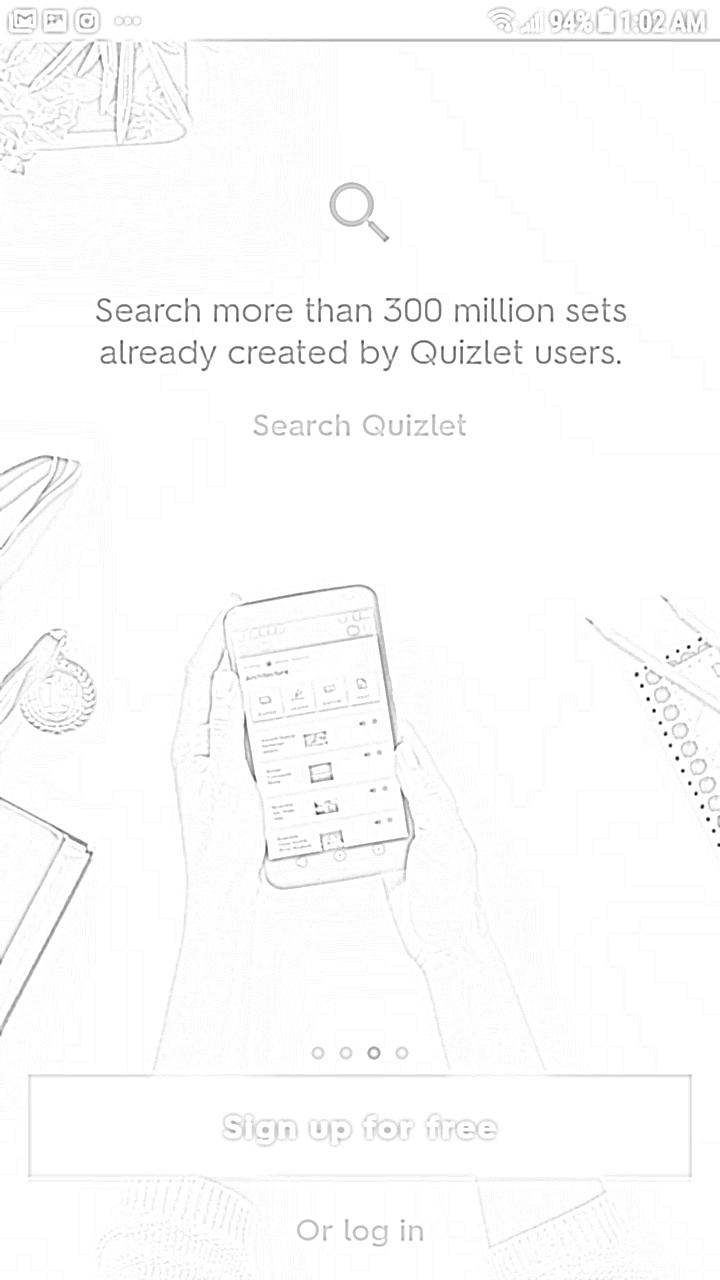 94% 1:02 AM
Search more than 300 million sets
already created by Quizlet users.
Search Quizlet
Architecture
Sign up for free
Or log in